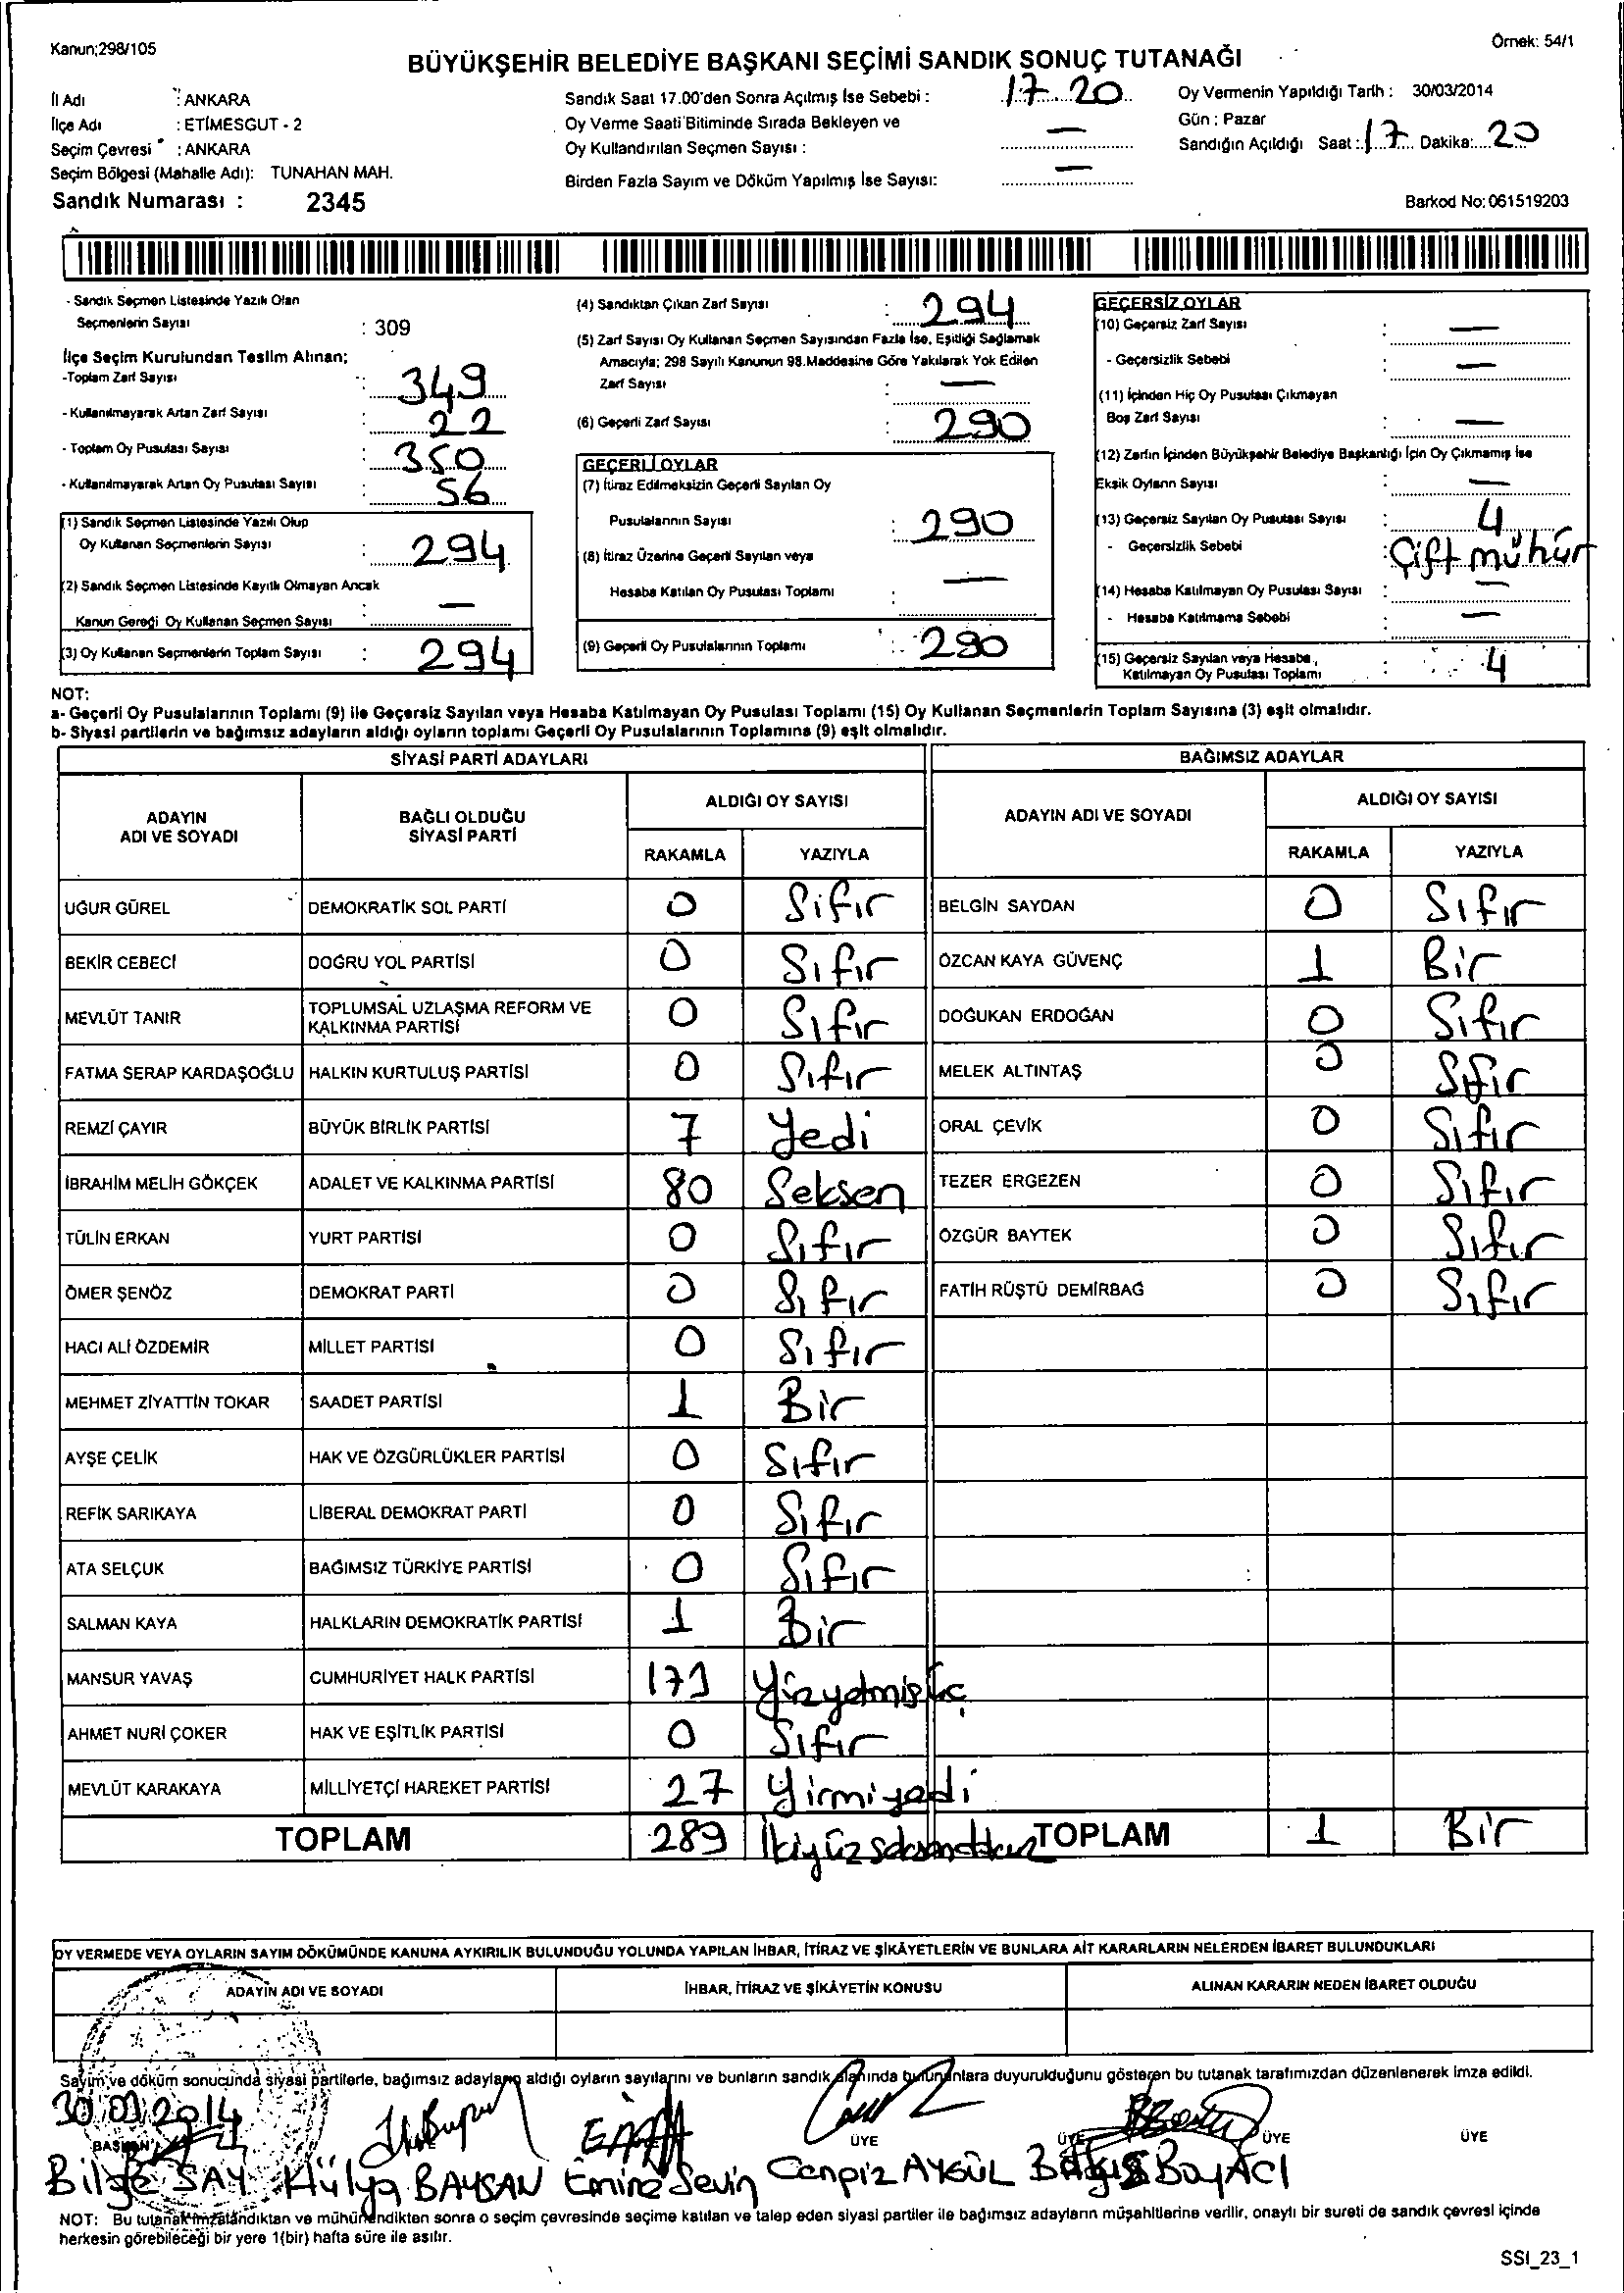 Kanun;298/105
Örnek: 54/1
BÜYÜKŞEHİR BELEDİYE BAŞKANI SEÇİMİ SANDIK SONUÇ TUTANAĞI
İl Adı : ANKARA
İlçe Adı : ETİMESGUT - 2
Seçim Çevresi : ANKARA
Seçim Bölgesi (Mahalle Adı): TUNAHAN MAH.
Sandık Numarası : 2345
Sandık Saat 17.00'den Sonra Açılmış İse Sebebi : 17 20
Oy Verme Saati Bitiminde Sırada Bekleyen ve
Oy Kullandırılan Seçmen Sayısı : —
Birden Fazla Sayım ve Döküm Yapılmış İse Sayısı: —
Oy Vermenin Yapıldığı Tarih : 30/03/2014
Gün : Pazar
Sandığın Açıldığı Saat : 17 Dakika: 20
Barkod No: 061519203
- Sandık Seçmen Listesinde Yazılı Olan
Seçmenlerin Sayısı : 309
İlçe Seçim Kurulundan Teslim Alınan;
-Toplam Zarf Sayısı : 349
- Kullanılmayarak Artan Zarf Sayısı : 22
- Toplam Oy Pusulası Sayısı : 350
- Kullanılmayarak Artan Oy Pusulası Sayısı : 56
(1) Sandık Seçmen Listesinde Yazılı Olup
Oy Kullanan Seçmenlerin Sayısı : 294
(2) Sandık Seçmen Listesinde Kayıtlı Olmayan Ancak
Kanun Gereği Oy Kullanan Seçmen Sayısı : —
(3) Oy Kullanan Seçmenlerin Toplam Sayısı : 294
(4) Sandıktan Çıkan Zarf Sayısı : 294
(5) Zarf Sayısı Oy Kullanan Seçmen Sayısından Fazla İse, Eşitliği Sağlamak
Amacıyla; 298 Sayılı Kanunun 98.Maddesine Göre Yakılarak Yok Edilen
Zarf Sayısı : —
(6) Geçerli Zarf Sayısı : 290
GEÇERLİ OYLAR
(7) İtiraz Edilmeksizin Geçerli Sayılan Oy
Pusulalarının Sayısı : 290
(8) İtiraz Üzerine Geçerli Sayılan veya
Hesaba Katılan Oy Pusulası Toplamı : —
(9) Geçerli Oy Pusulalarının Toplamı : 290
GEÇERSİZ OYLAR
(10) Geçersiz Zarf Sayısı : —
- Geçersizlik Sebebi : —
(11) İçinden Hiç Oy Pusulası Çıkmayan
Boş Zarf Sayısı : —
(12) Zarfın İçinden Büyükşehir Belediye Başkanlığı İçin Oy Çıkmamış İse
Eksik Oyların Sayısı : —
(13) Geçersiz Sayılan Oy Pusulası Sayısı : 4
- Geçersizlik Sebebi : Çift mühür
(14) Hesaba Katılmayan Oy Pusulası Sayısı : —
- Hesaba Katılmama Sebebi : —
(15) Geçersiz Sayılan veya Hesaba
Katılmayan Oy Pusulası Toplamı : 4
NOT:
a- Geçerli Oy Pusulalarının Toplamı (9) ile Geçersiz Sayılan veya Hesaba Katılmayan Oy Pusulası Toplamı (15) Oy Kullanan Seçmenlerin Toplam Sayısına (3) eşit olmalıdır.
b- Siyasi partilerin ve bağımsız adayların aldığı oyların toplamı Geçerli Oy Pusulalarının Toplamına (9) eşit olmalıdır.
SİYASİ PARTİ ADAYLARI
ADAYIN ADI VE SOYADI BAĞLI OLDUĞU SİYASİ PARTİ ALDIĞI OY SAYISI
RAKAMLA YAZIYLA
UĞUR GÜREL DEMOKRATİK SOL PARTİ 0 Sıfır
BEKİR CEBECİ DOĞRU YOL PARTİSİ 0 Sıfır
MEVLÜT TANIR TOPLUMSAL UZLAŞMA REFORM VE KALKINMA PARTİSİ 0 Sıfır
FATMA SERAP KARDAŞOĞLU HALKIN KURTULUŞ PARTİSİ 0 Sıfır
REMZİ ÇAYIR BÜYÜK BİRLİK PARTİSİ 7 Yedi
İBRAHİM MELİH GÖKÇEK ADALET VE KALKINMA PARTİSİ 80 Seksen
TÜLİN ERKAN YURT PARTİSİ 0 Sıfır
ÖMER ŞENÖZ DEMOKRAT PARTİ 0 Sıfır
HACI ALİ ÖZDEMİR MİLLET PARTİSİ 0 Sıfır
MEHMET ZİYATTİN TOKAR SAADET PARTİSİ 1 Bir
AYŞE ÇELİK HAK VE ÖZGÜRLÜKLER PARTİSİ 0 Sıfır
REFİK SARIKAYA LİBERAL DEMOKRAT PARTİ 0 Sıfır
ATA SELÇUK BAĞIMSIZ TÜRKİYE PARTİSİ 0 Sıfır
SALMAN KAYA HALKLARIN DEMOKRATİK PARTİSİ 1 Bir
MANSUR YAVAŞ CUMHURİYET HALK PARTİSİ 173 Yüzyetmişüç
AHMET NURİ ÇOKER HAK VE EŞİTLİK PARTİSİ 0 Sıfır
MEVLÜT KARAKAYA MİLLİYETÇİ HAREKET PARTİSİ 27 Yirmiyedi
TOPLAM 289 İkiyüzseksendokuz
BAĞIMSIZ ADAYLAR
ADAYIN ADI VE SOYADI ALDIĞI OY SAYISI
RAKAMLA YAZIYLA
BELGİN SAYDAN 0 Sıfır
ÖZCAN KAYA GÜVENÇ 1 Bir
DOĞUKAN ERDOĞAN 0 Sıfır
MELEK ALTINTAŞ 0 Sıfır
ORAL ÇEVİK 0 Sıfır
TEZER ERGEZEN 0 Sıfır
ÖZGÜR BAYTEK 0 Sıfır
FATİH RÜŞTÜ DEMİRBAĞ 0 Sıfır
TOPLAM 1 Bir
OY VERMEDE VEYA OYLARIN SAYIM DÖKÜMÜNDE KANUNA AYKIRILIK BULUNDUĞU YOLUNDA YAPILAN İHBAR, İTİRAZ VE ŞİKÂYETLERİN VE BUNLARA AİT KARARLARIN NELERDEN İBARET BULUNDUKLARI
ADAYIN ADI VE SOYADI İHBAR, İTİRAZ VE ŞİKÂYETİN KONUSU ALINAN KARARIN NEDEN İBARET OLDUĞU
Sayım ve döküm sonucunda siyasi partilerle, bağımsız adayların aldığı oyların sayılarını ve bunların sandık alanında bulunanlara duyurulduğunu gösteren bu tutanak tarafımızdan düzenlenerek imza edildi.
30.03.2014
BAŞKAN ÜYE ÜYE ÜYE ÜYE
Bilge SAY Hülya BAYSAN Emine Sevin Cengiz AYGÜL BAĞIŞ BAYACI
NOT: Bu tutanak imzalandıktan ve mühürlendikten sonra o seçim çevresinde seçime katılan ve talep eden siyasi partiler ile bağımsız adayların müşahitlerine verilir, onaylı bir sureti de sandık çevresi içinde
herkesin görebileceği bir yere 1(bir) hafta süre ile asılır.
SSI_23_1